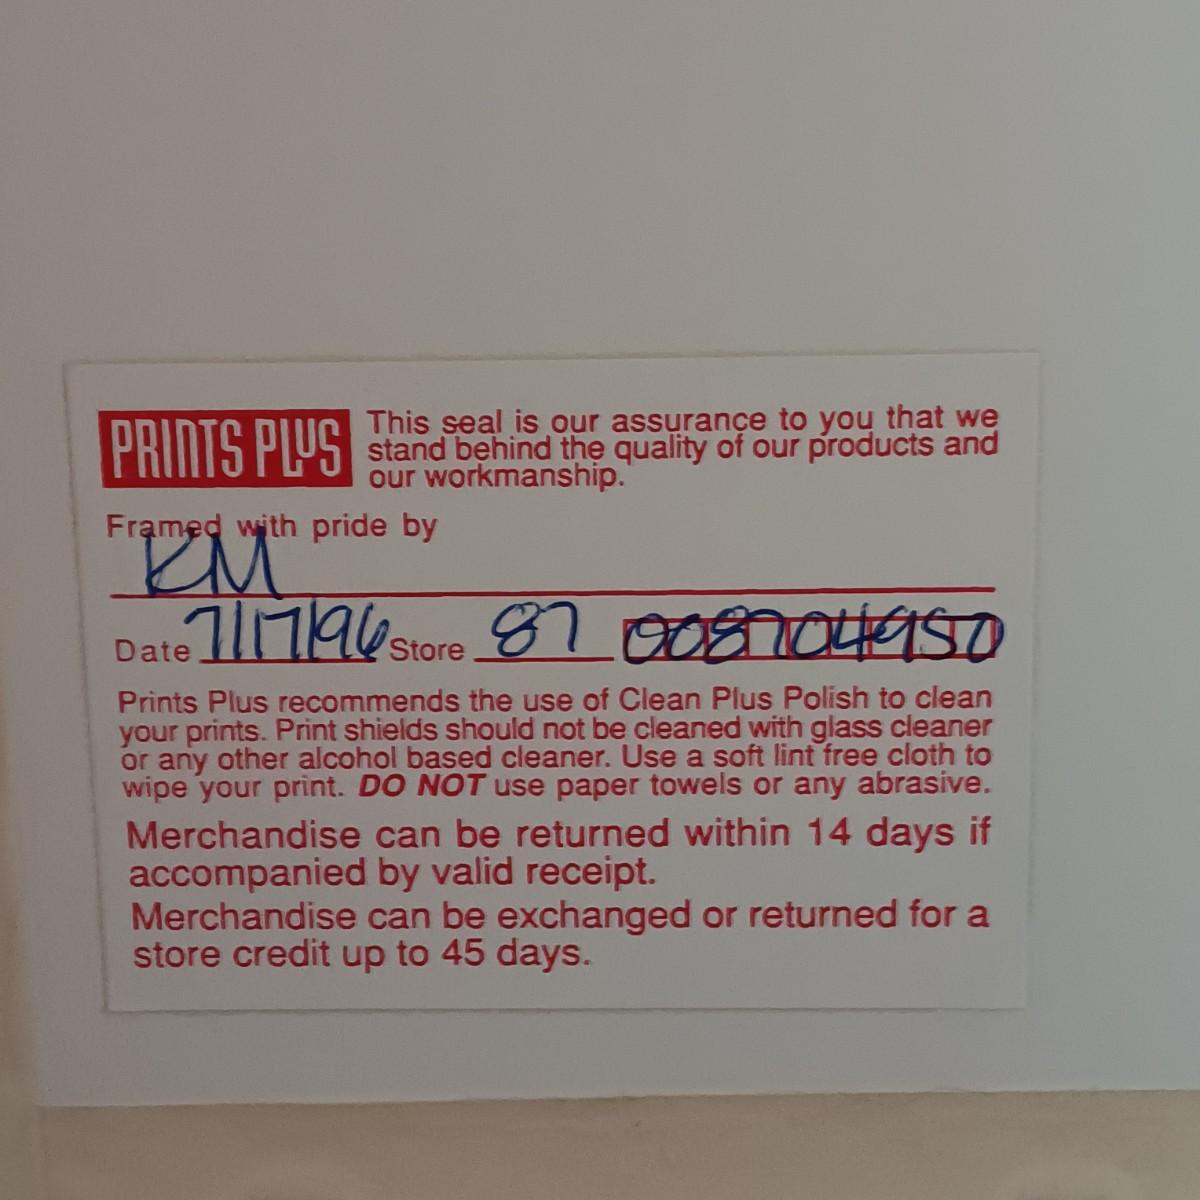 PRINTS PLUS
This seal is our assurance to you that we
stand behind the quality of our products and
our workmanship.
Framed with pride by
KM
Date 7/17/96 Store 87 008704950
Prints Plus recommends the use of Clean Plus Polish to clean
your prints. Print shields should not be cleaned with glass cleaner
or any other alcohol based cleaner. Use a soft lint free cloth to
wipe your print. DO NOT use paper towels or any abrasive.
Merchandise can be returned within 14 days if
accompanied by valid receipt.
Merchandise can be exchanged or returned for a
store credit up to 45 days.